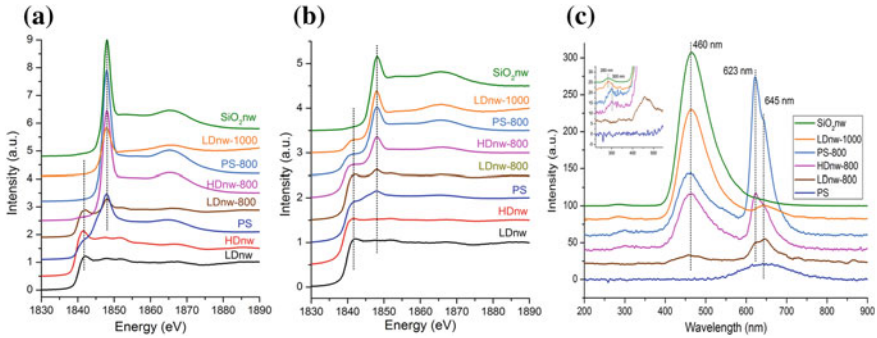 (a)
Intensity (a.u.)
9
8
7
6
5
4
3
2
1
0
SiO2nw
LDnw-1000
PS-800
HDnw-800
LDnw-800
PS
HDnw
LDnw
1830 1840 1850 1860 1870 1880 1890
Energy (eV)
(b)
Intensity (a.u.)
6
5
4
3
2
1
0
SiO2nw
LDnw-1000
PS-800
HDnw-800
LDnw-800
PS
HDnw
LDnw
1830 1840 1850 1860 1870 1880 1890
Energy (eV)
(c)
Intensity (a.u.)
300
250
200
150
100
50
0
460 nm
623 nm
645 nm
SiO2nw
LDnw-1000
PS-800
HDnw-800
LDnw-800
PS
200 300 400 500 600 700 800 900
Wavelength (nm)